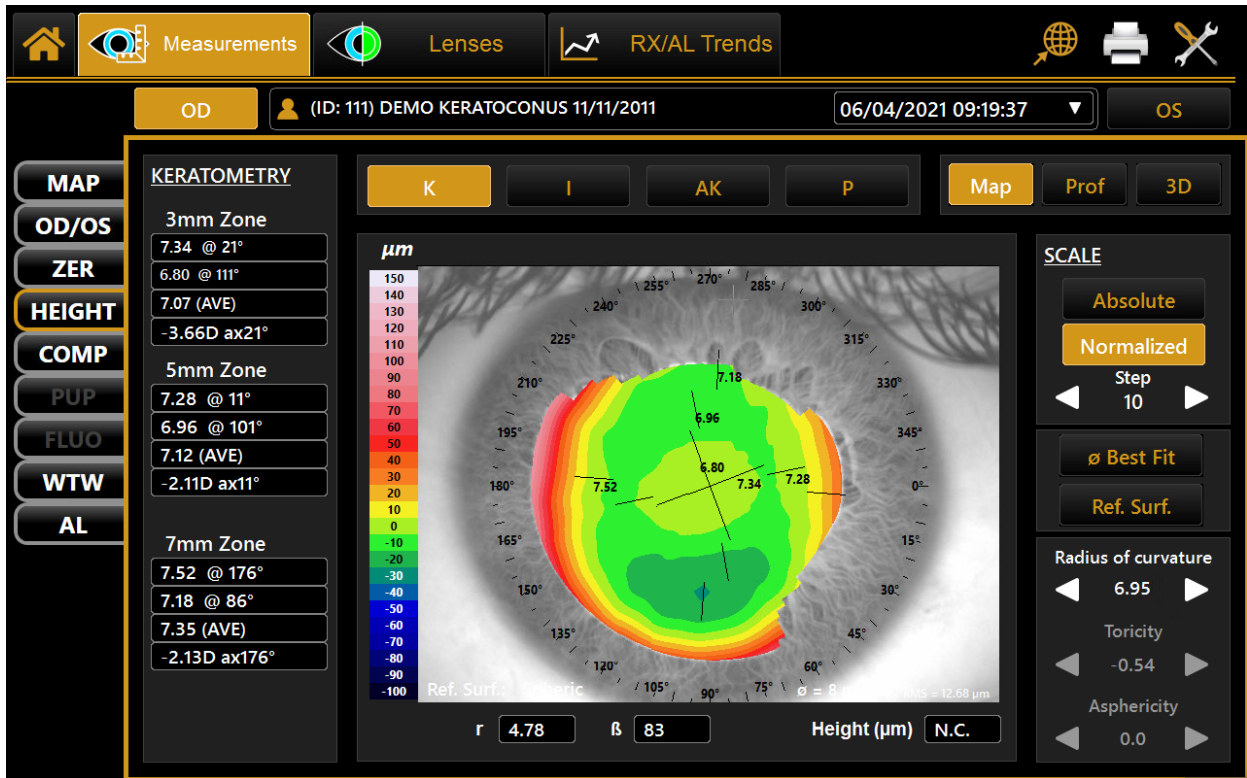 Measurements
Lenses
RX/AL Trends
OD
(ID: 111) DEMO KERATOCONUS 11/11/2011
06/04/2021 09:19:37
OS
MAP
OD/OS
ZER
HEIGHT
COMP
PUP
FLUO
WTW
AL
KERATOMETRY
3mm Zone
7.34 @ 21°
6.80 @ 111°
7.07 (AVE)
-3.66D ax21°
5mm Zone
7.28 @ 11°
6.96 @ 101°
7.12 (AVE)
-2.11D ax11°
7mm Zone
7.52 @ 176°
7.18 @ 86°
7.35 (AVE)
-2.13D ax176°
K
I
AK
P
Map
Prof
3D
µm
150
140
130
120
110
100
90
80
70
60
50
40
30
20
10
0
-10
-20
-30
-40
-50
-60
-70
-80
-90
-100
270°
255°
285°
240°
300°
225°
315°
210°
330°
195°
345°
180°
0°
165°
15°
150°
30°
135°
45°
120°
60°
105°
90°
75°
7.18
6.96
6.80
7.34
7.28
7.52
Ref. Surf.: Spheric
ø = 8
RMS = 12.68 µm
r
4.78
ß
83
Height (µm)
N.C.
SCALE
Absolute
Normalized
Step
10
ø Best Fit
Ref. Surf.
Radius of curvature
6.95
Toricity
-0.54
Asphericity
0.0